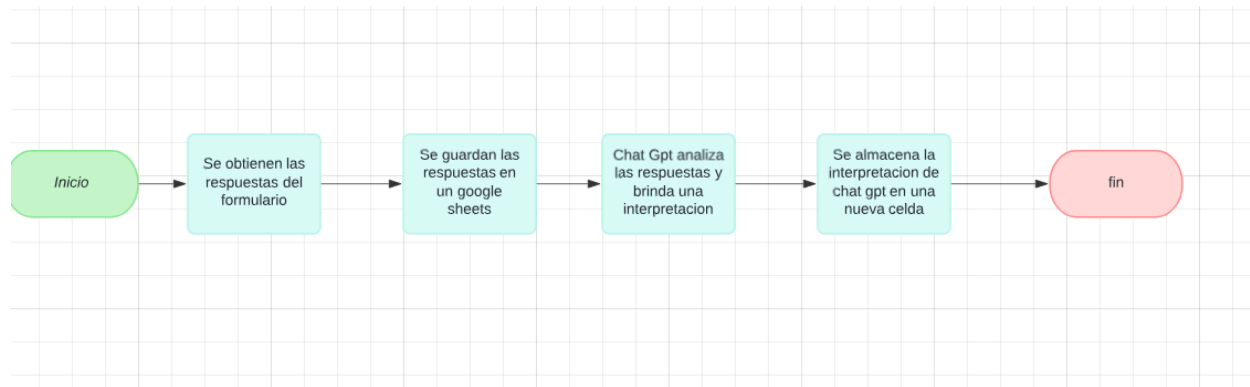 Inicio
Se obtienen las
respuestas del
formulario
Se guardan las
respuestas en
un google
sheets
Chat Gpt analiza
las respuestas y
brinda una
interpretacion
Se almacena la
interpretacion de
chat gpt en una
nueva celda
fin